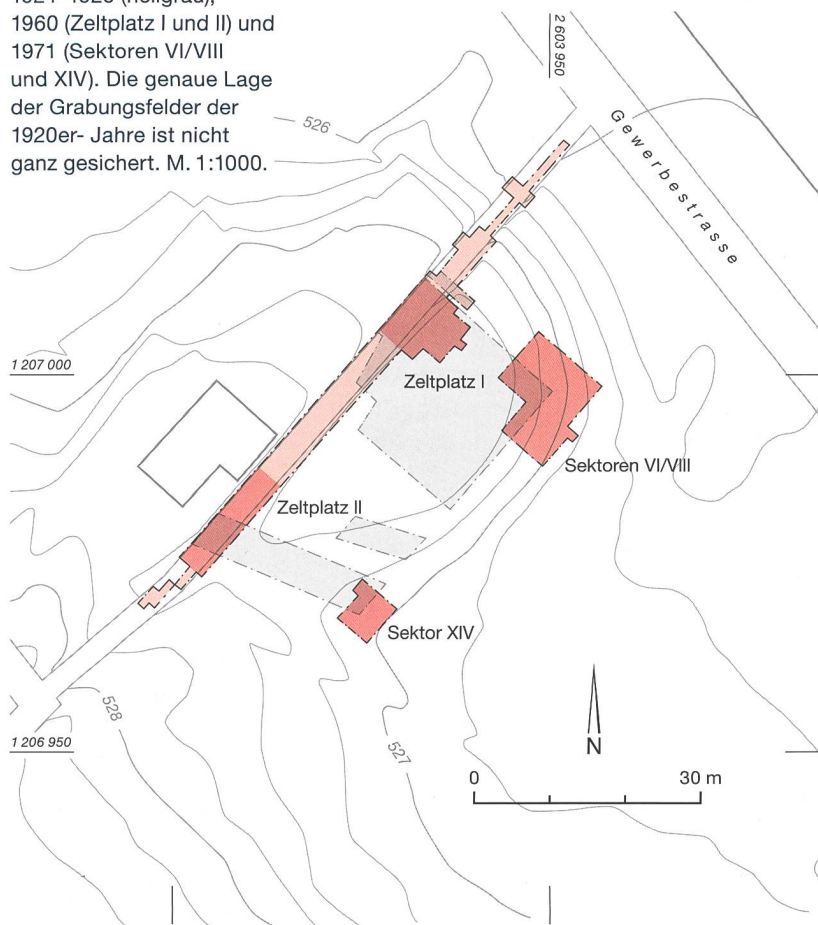 1960 (Zeltplatz I und II) und
1971 (Sektoren VI/VIII
und XIV). Die genaue Lage
der Grabungsfelder der
1920er- Jahre ist nicht
ganz gesichert. M. 1:1000.
526
2 603 950
Gewerbestrasse
1 207 000
Zeltplatz I
Sektoren VI/VIII
Zeltplatz II
Sektor XIV
528
1 206 950
527
N
0 30 m